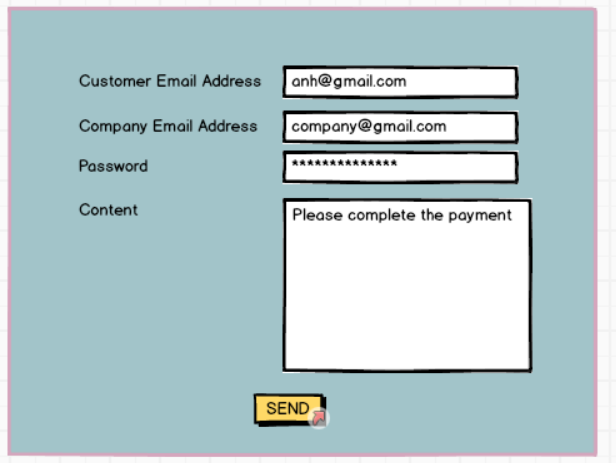 Customer Email Address anh@gmail.com
Company Email Address company@gmail.com
Password **************
Content Please complete the payment
SEND